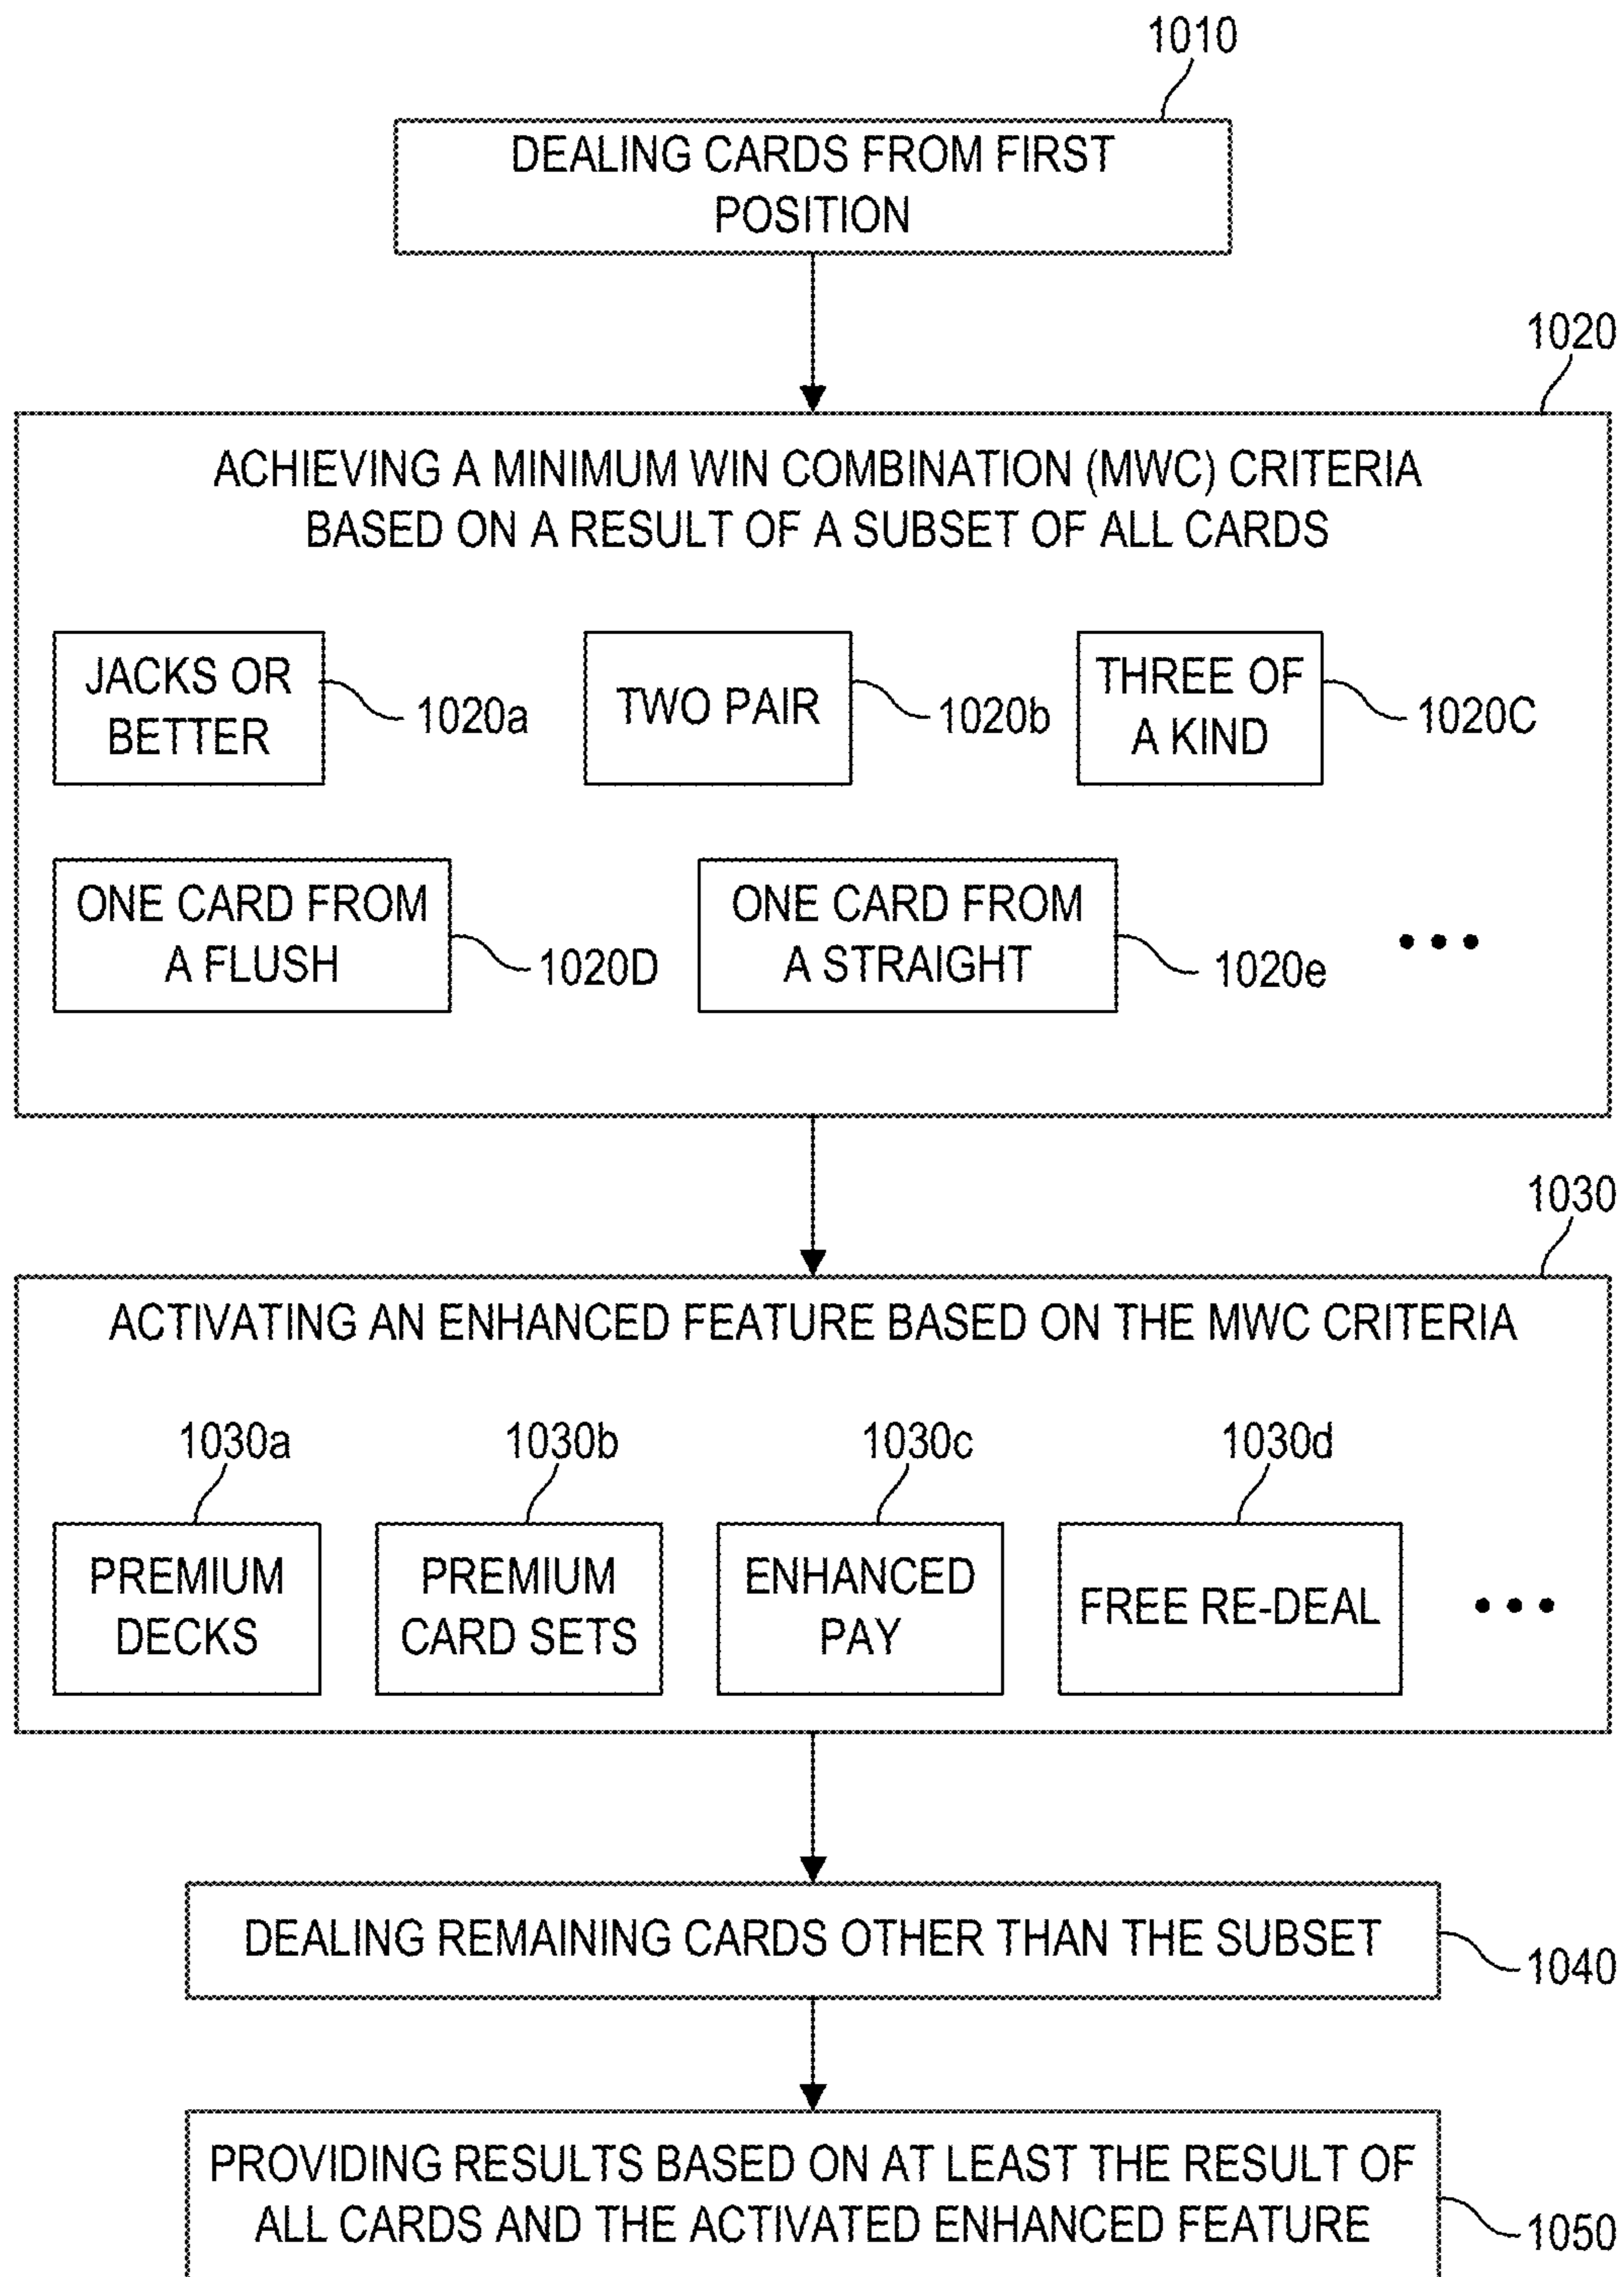 1010
DEALING CARDS FROM FIRST
POSITION
1020
ACHIEVING A MINIMUM WIN COMBINATION (MWC) CRITERIA
BASED ON A RESULT OF A SUBSET OF ALL CARDS
JACKS OR
BETTER
1020a
TWO PAIR
1020b
THREE OF
A KIND
1020C
ONE CARD FROM
A FLUSH
1020D
ONE CARD FROM
A STRAIGHT
1020e
•••
1030
ACTIVATING AN ENHANCED FEATURE BASED ON THE MWC CRITERIA
1030a
1030b
1030c
1030d
PREMIUM
DECKS
PREMIUM
CARD SETS
ENHANCED
PAY
FREE RE-DEAL
•••
DEALING REMAINING CARDS OTHER THAN THE SUBSET
1040
PROVIDING RESULTS BASED ON AT LEAST THE RESULT OF
ALL CARDS AND THE ACTIVATED ENHANCED FEATURE
1050